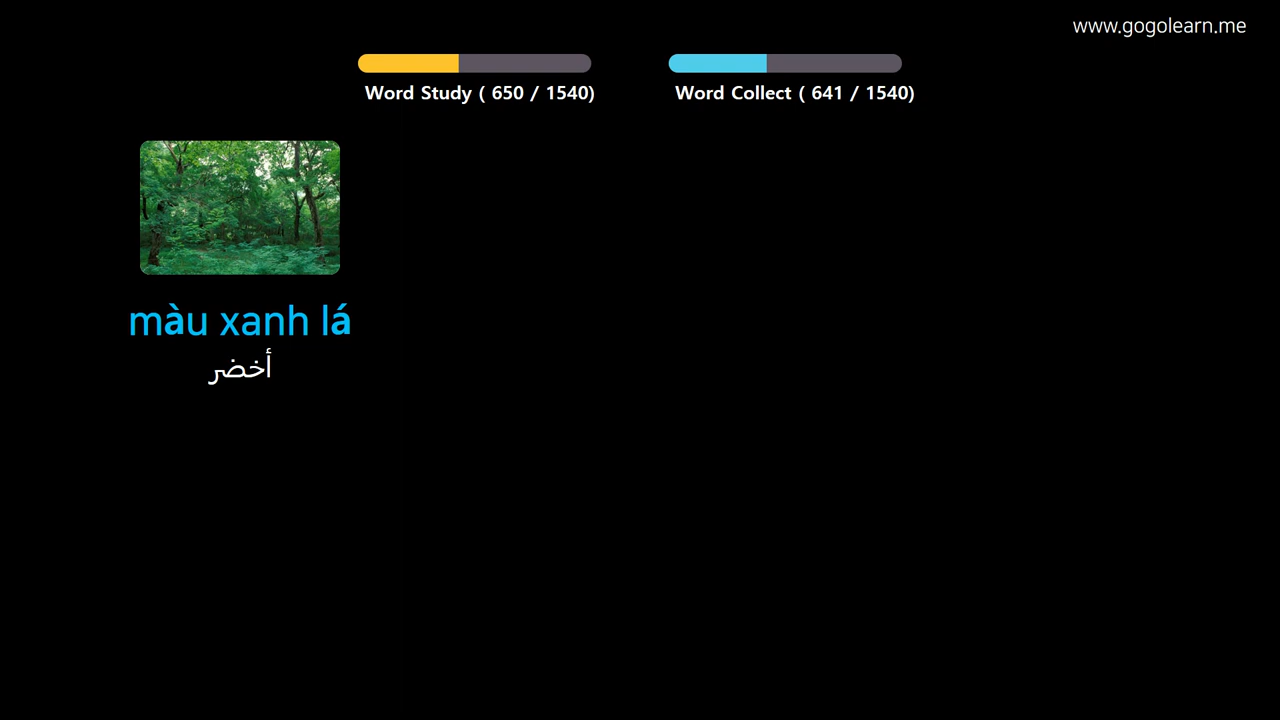 www.gogolearn.me
Word Study ( 650 / 1540)
Word Collect ( 641 / 1540)
màu xanh lá
أخضر